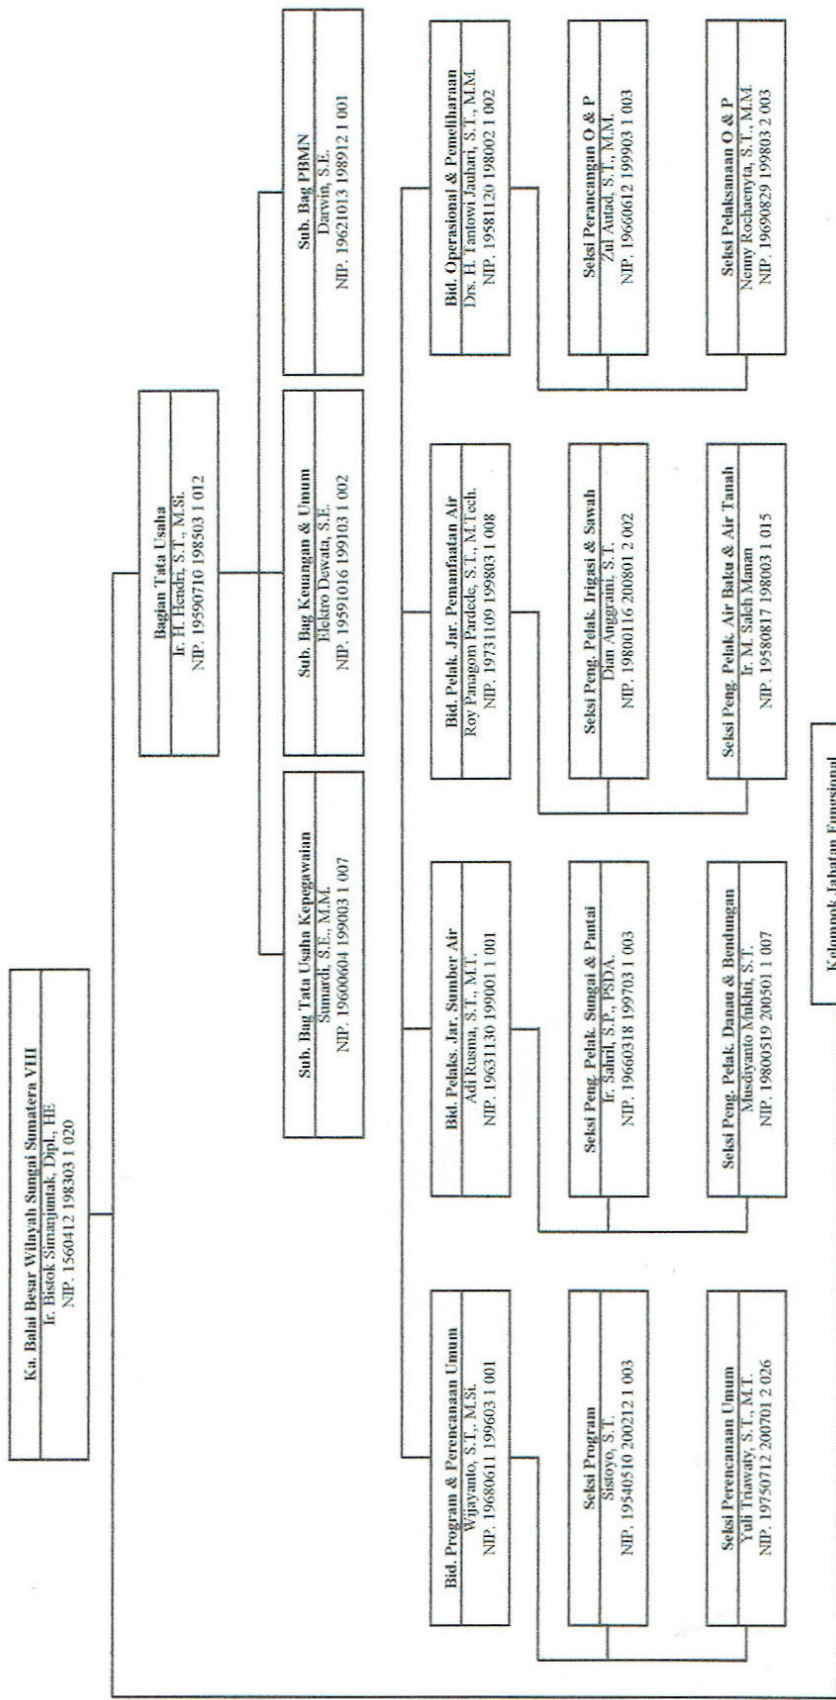 Ka. Balai Besar Wilnyah Sungai Sumatera VIII
Ir. Bistok Simanjuntak, Dipl., HE
NIP. 1560412 198303 1 020
Bagian Tata Usaha
Ir. H. Hendri, S.T., M.Si.
NIP. 19590710 198503 1 012
Sub. Bag Tata Usaha Kepegawaian
Sumardi, S.E., M.M.
NIP. 19600604 199003 1 007
Sub. Bag Keuangan & Umum
Elektro Dewata, S.E.
NIP. 19591016 199103 1 002
Sub. Bag PBMN
Darwin, S.E.
NIP. 19621013 198912 1 001
Bid. Program & Perencanaan Umum
Wijayanto, S.T., M.Si.
NIP. 19680611 199603 1 001
Bid. Pelaks. Jar. Sumber Air
Adi Rusma, S.T., M.T.
NIP. 19631130 199001 1 001
Bid. Pelak. Jar. Pemanfaatan Air
Roy Panagom Pardede, S.T., M.Tech.
NIP. 19731109 199803 1 008
Bid. Operasional & Pemeliharaan
Drs. H. Tantowi Jauhari, S.T., M.M.
NIP. 19581120 198002 1 002
Seksi Program
Sistoyo, S.T.
NIP. 19540510 200212 1 003
Seksi Peng. Pelak. Sungai & Pantai
Ir. Sahril, S.P., PSDA.
NIP. 19660318 199703 1 003
Seksi Peng. Pelak. Irigasi & Sawah
Dian Anggraini, S.T.
NIP. 19800116 200801 2 002
Seksi Perancangan O & P
Zul Autad, S.T., M.M.
NIP. 19660612 199903 1 003
Seksi Perencanaan Umum
Yuli Triawaty, S.T., M.T.
NIP. 19750712 200701 2 026
Seksi Peng. Pelak. Danau & Bendungan
Musdiyanto Mukhti, S.T.
NIP. 19800519 200501 1 007
Seksi Peng. Pelak. Air Baku & Air Tanah
Ir. M. Saleh Manan
NIP. 19580817 198003 1 015
Seksi Pelaksanaan O & P
Nenny Rochaenyta, S.T., M.M.
NIP. 19690829 199803 2 003
Kelompok Jabatan Fungsional